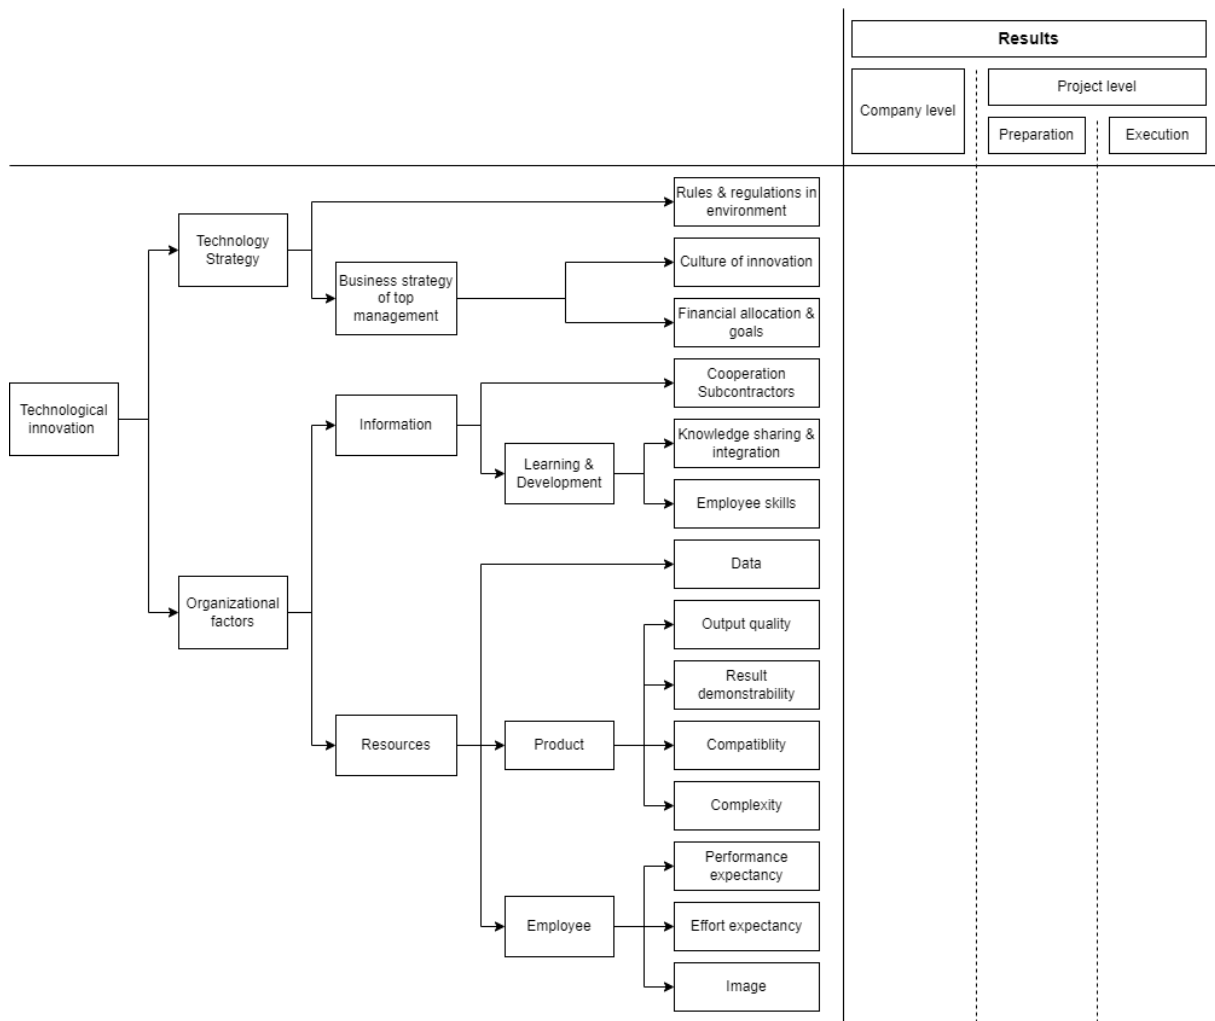 Results
Company level
Project level
Preparation
Execution
Rules & regulations in
environment
Technology
Strategy
Culture of innovation
Business strategy
of top
management
Financial allocation &
goals
Technological
innovation
Cooperation
Subcontractors
Information
Knowledge sharing &
integration
Learning &
Development
Employee skills
Data
Organizational
factors
Output quality
Result
demonstrability
Resources
Product
Compatiblity
Complexity
Performance
expectancy
Employee
Effort expectancy
Image